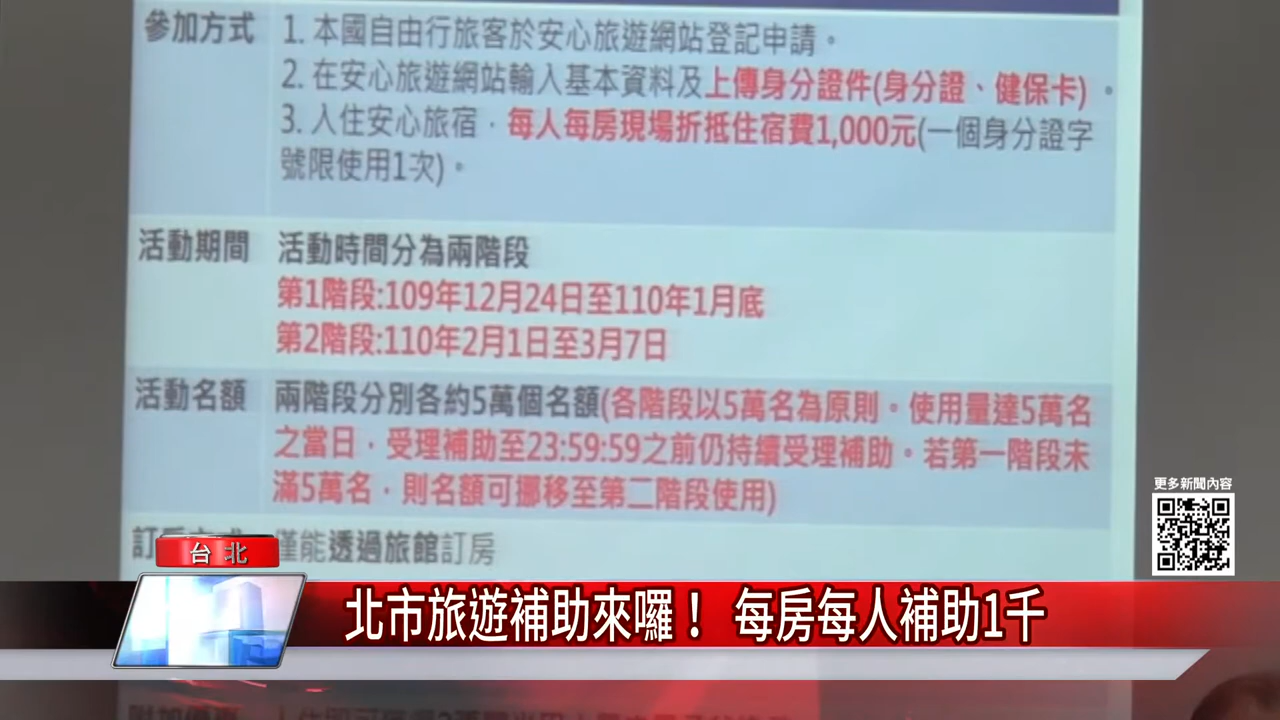 參加方式
1. 本國自由行旅客於安心旅遊網站登記申請。
2. 在安心旅遊網站輸入基本資料及上傳身分證件(身分證、健保卡)。
3. 入住安心旅宿，每人每房現場折抵住宿費1,000元(一個身分證字
號限使用1次)。
活動期間
活動時間分為兩階段
第1階段:109年12月24日至110年1月底
第2階段:110年2月1日至3月7日
活動名額
兩階段分別各約5萬個名額(各階段以5萬名為原則。使用量達5萬名
之當日，受理補助至23:59:59之前仍持續受理補助。若第一階段未
滿5萬名，則名額可挪移至第二階段使用)
更多新聞內容
訂房方式
僅能透過旅館訂房
台北
北市旅遊補助來囉！ 每房每人補助1千